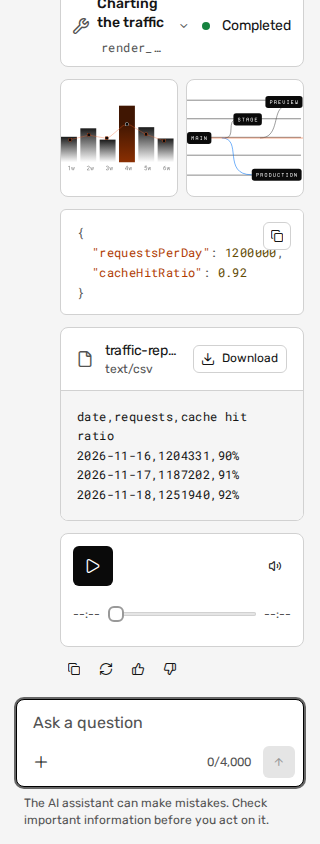 Charting
the traffic
Completed
render_…
1w 2w 3w 4w 5w 6w
PREVIEW
STAGE
MAIN
PRODUCTION
{
"requestsPerDay": 1200000,
"cacheHitRatio": 0.92
}
traffic-rep…
text/csv
Download
date,requests,cache hit
ratio
2026-11-16,1204331,90%
2026-11-17,1187202,91%
2026-11-18,1251940,92%
--:-- --:--
Ask a question
0/4,000
The AI assistant can make mistakes. Check
important information before you act on it.